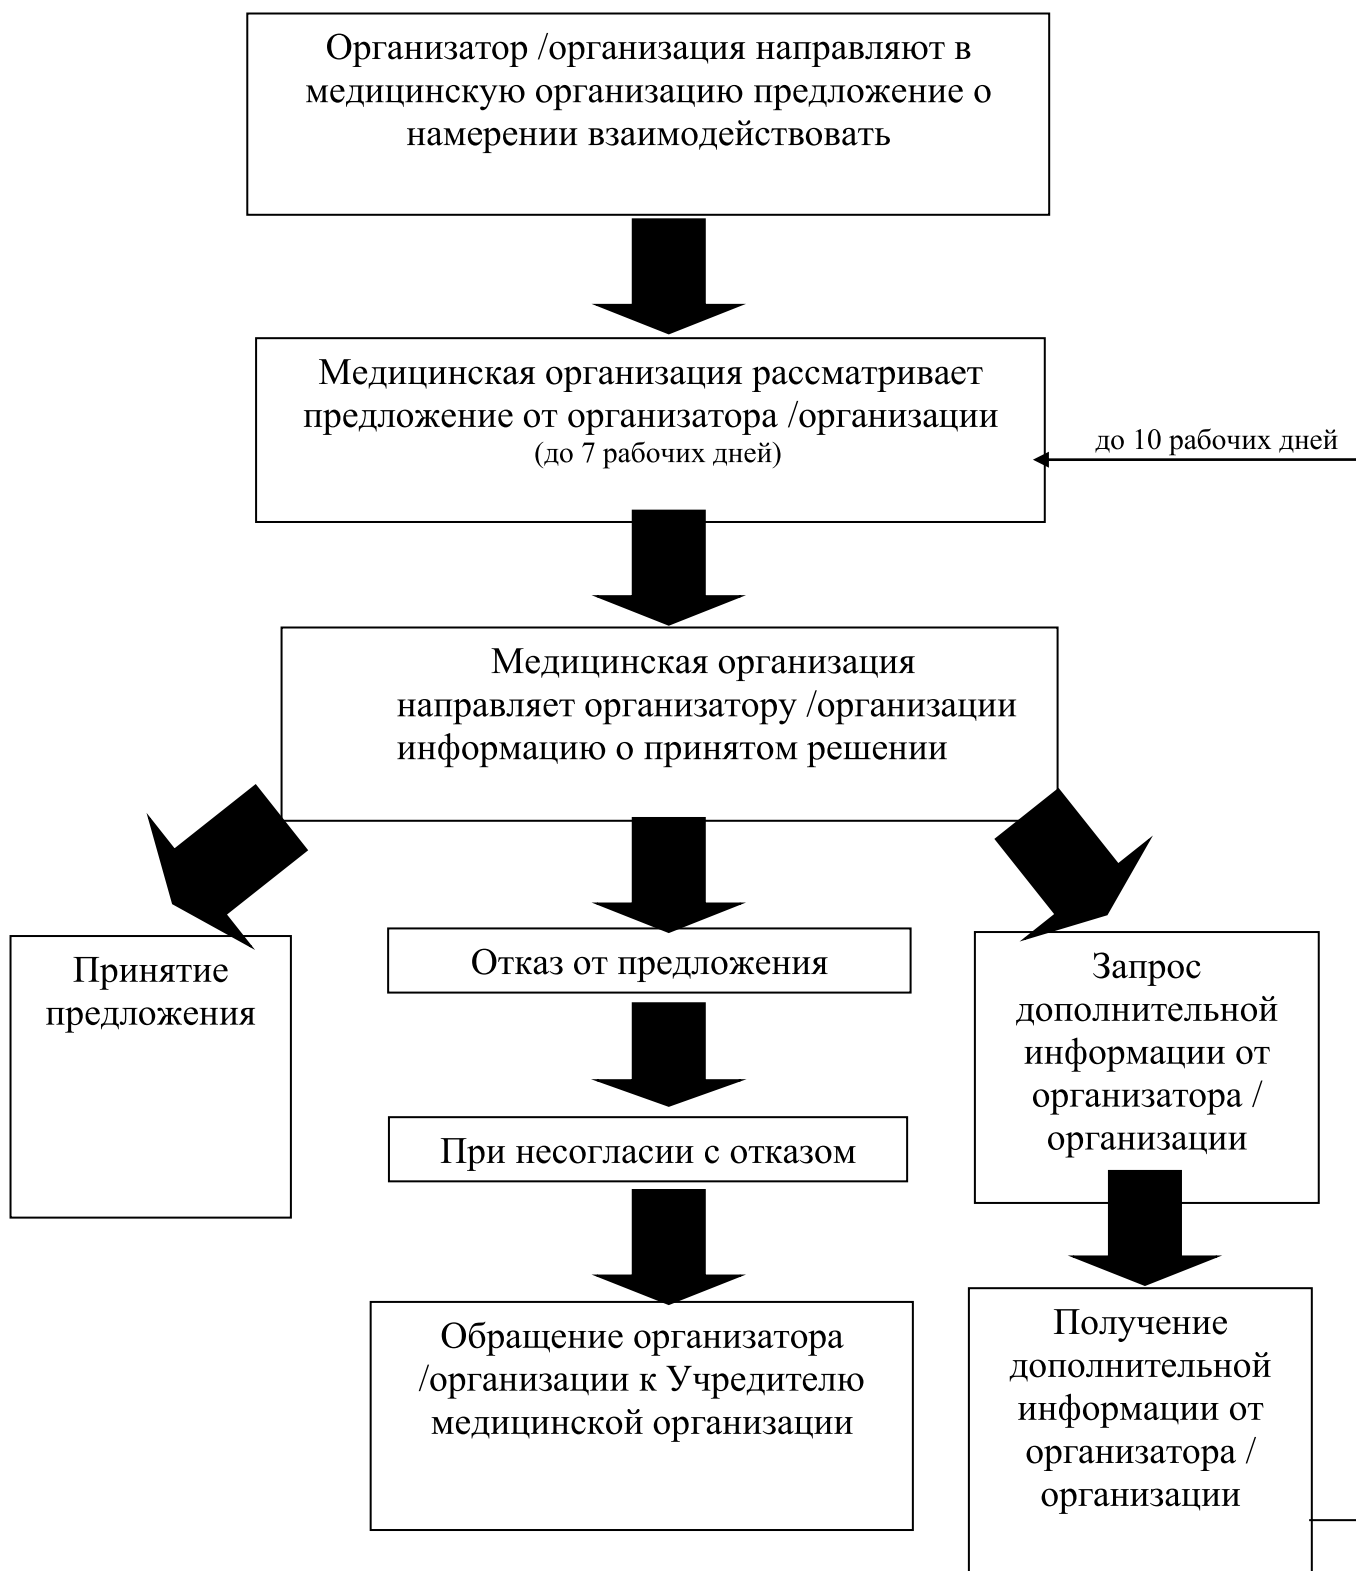 Организатор /организация направляют в
медицинскую организацию предложение о
намерении взаимодействовать
Медицинская организация рассматривает
предложение от организатора /организации
(до 7 рабочих дней)
до 10 рабочих дней
Медицинская организация
направляет организатору /организации
информацию о принятом решении
Принятие
предложения
Отказ от предложения
При несогласии с отказом
Обращение организатора
/организации к Учредителю
медицинской организации
Запрос
дополнительной
информации от
организатора /
организации
Получение
дополнительной
информации от
организатора /
организации